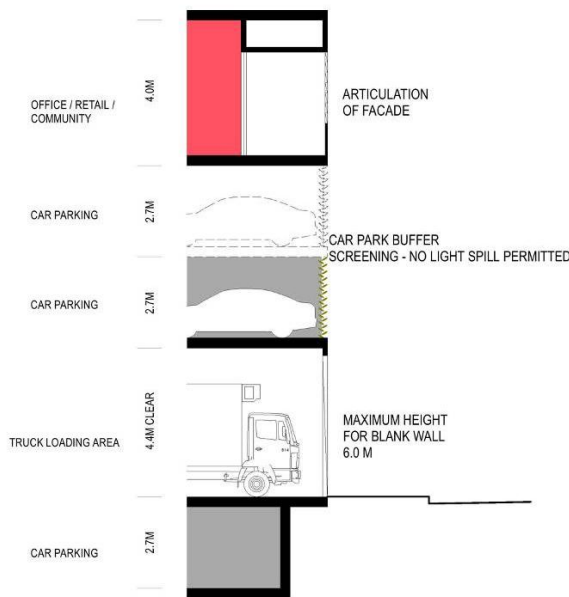 4.0M
OFFICE / RETAIL /
COMMUNITY
ARTICULATION
OF FACADE
CAR PARKING
2.7M
CAR PARK BUFFER
SCREENING - NO LIGHT SPILL PERMITTED
CAR PARKING
2.7M
TRUCK LOADING AREA
4.4M CLEAR
MAXIMUM HEIGHT
FOR BLANK WALL
6.0 M
CAR PARKING
2.7M